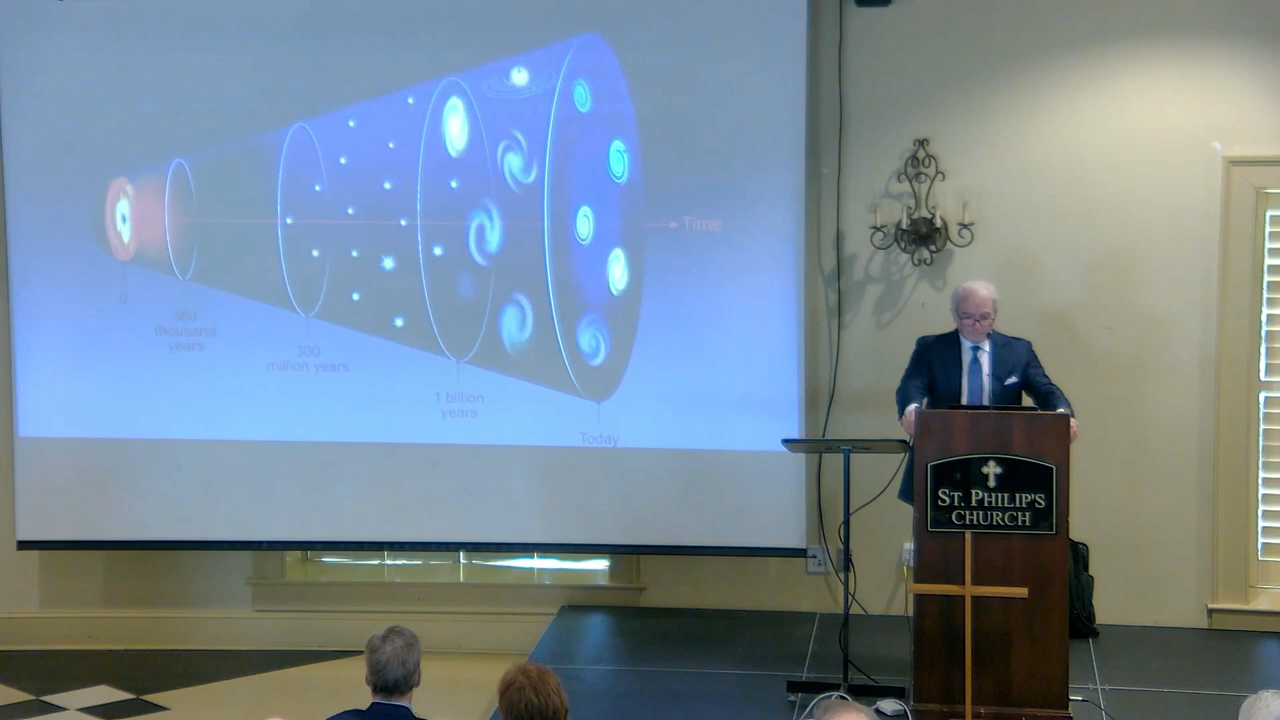 Time
0
380
thousand
years
300
million years
1 billion
years
Today
ST. PHILIP'S
CHURCH